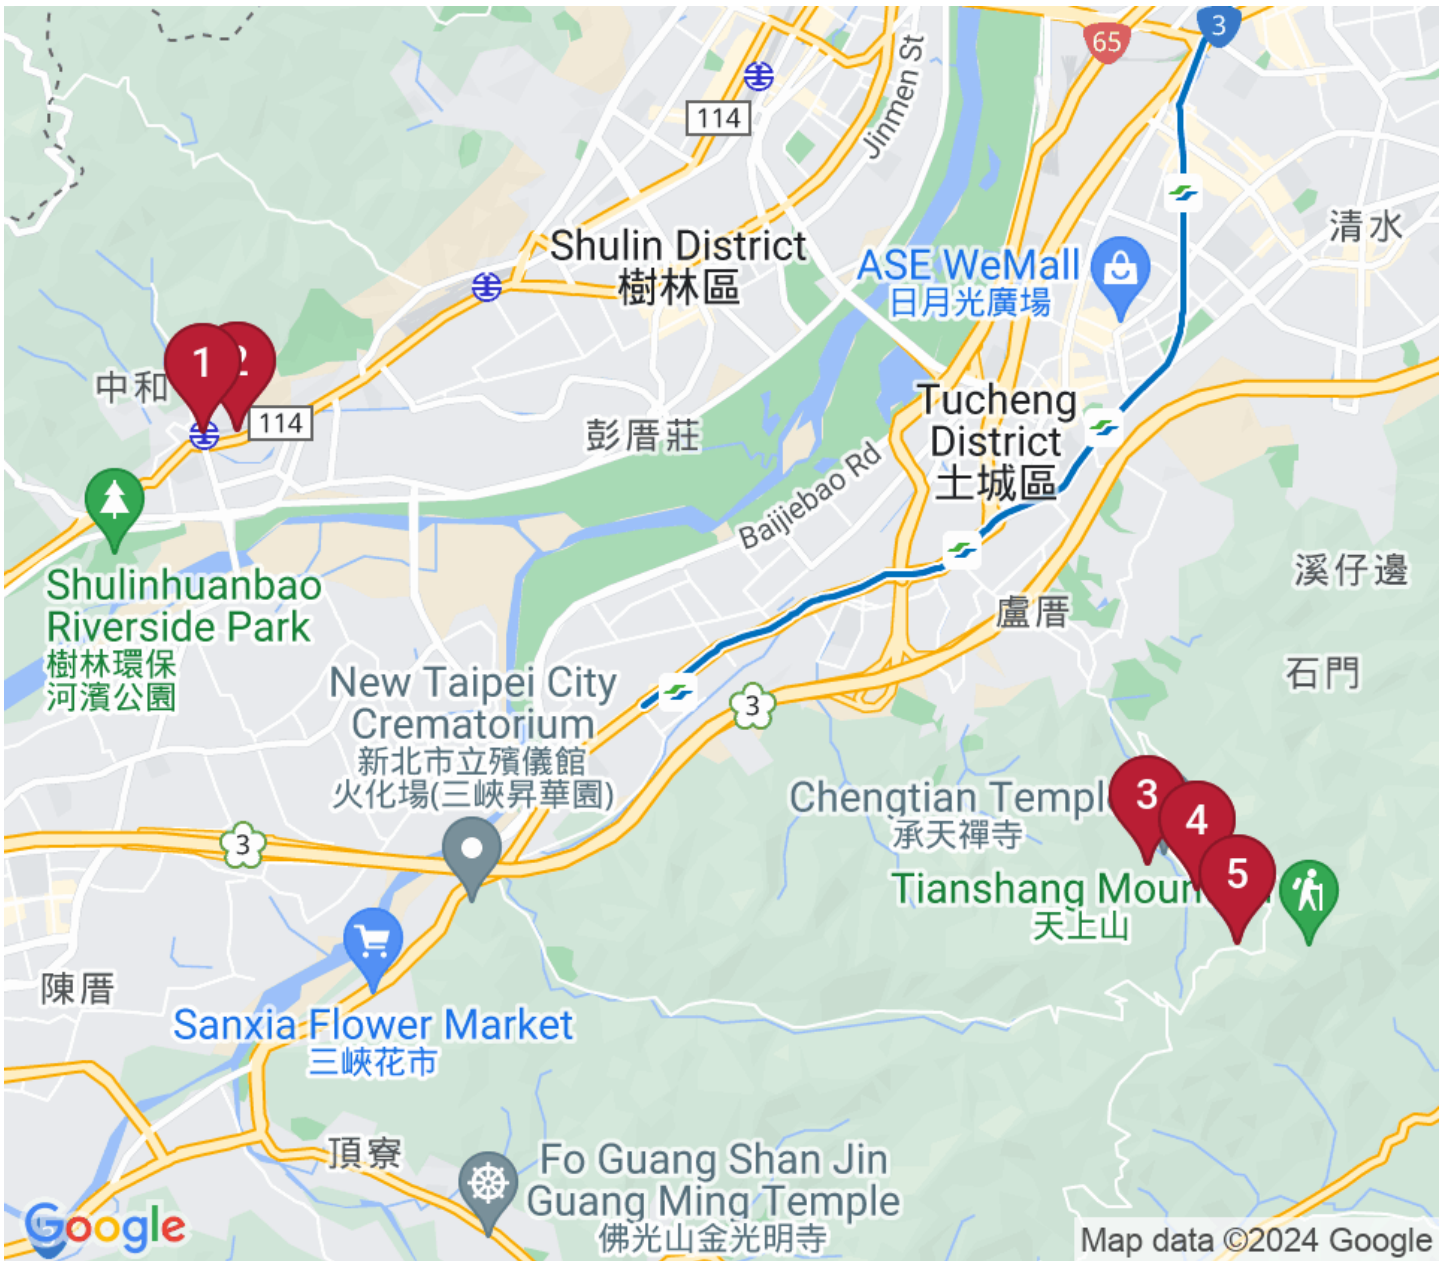 3
65
114
Jinmen St
清水
Shulin District
樹林區
ASE WeMall
日月光廣場
1
2
中和
114
Tucheng
District
土城區
彭厝莊
Baijiebao Rd
溪仔邊
Shulinhuanbao
Riverside Park
樹林環保
河濱公園
盧厝
石門
New Taipei City
Crematorium
新北市立殯儀館
火化場(三峽昇華園)
3
3
Chengtian Templ
承天禪寺
3
4
5
Tianshang Moun
天上山
陳厝
Sanxia Flower Market
三峽花市
頂寮
Fo Guang Shan Jin
Guang Ming Temple
佛光山金光明寺
Google
Map data ©2024 Google